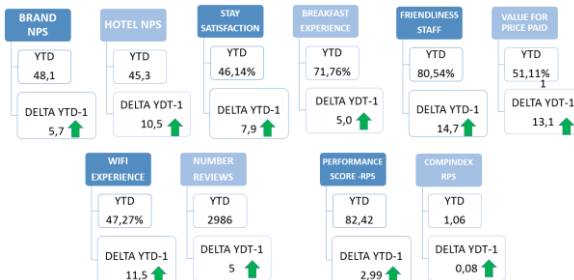 BRAND
NPS
YTD
48,1
DELTA YTD-1
5,7
HOTEL NPS
YTD
45,3
DELTA YDT-1
10,5
STAY
SATISFACTION
YTD
46,14%
DELTA YDT-1
7,9
BREAKFAST
EXPERIENCE
YTD
71,76%
DELTA YDT-1
5,0
FRIENDLINESS
STAFF
YTD
80,54%
DELTA YDT-1
14,7
VALUE FOR
PRICE PAID
YTD
51,11%
1
DELTA YDT-1
13,1
WIFI
EXPERIENCE
YTD
47,27%
DELTA YDT-1
11,5
NUMBER
REVIEWS
YTD
2986
DELTA YDT-1
5
PERFORMANCE
SCORE -RPS
YTD
82,42
DELTA YDT-1
2,99
COMPINDEX
RPS
YTD
1,06
DELTA YDT-1
0,08